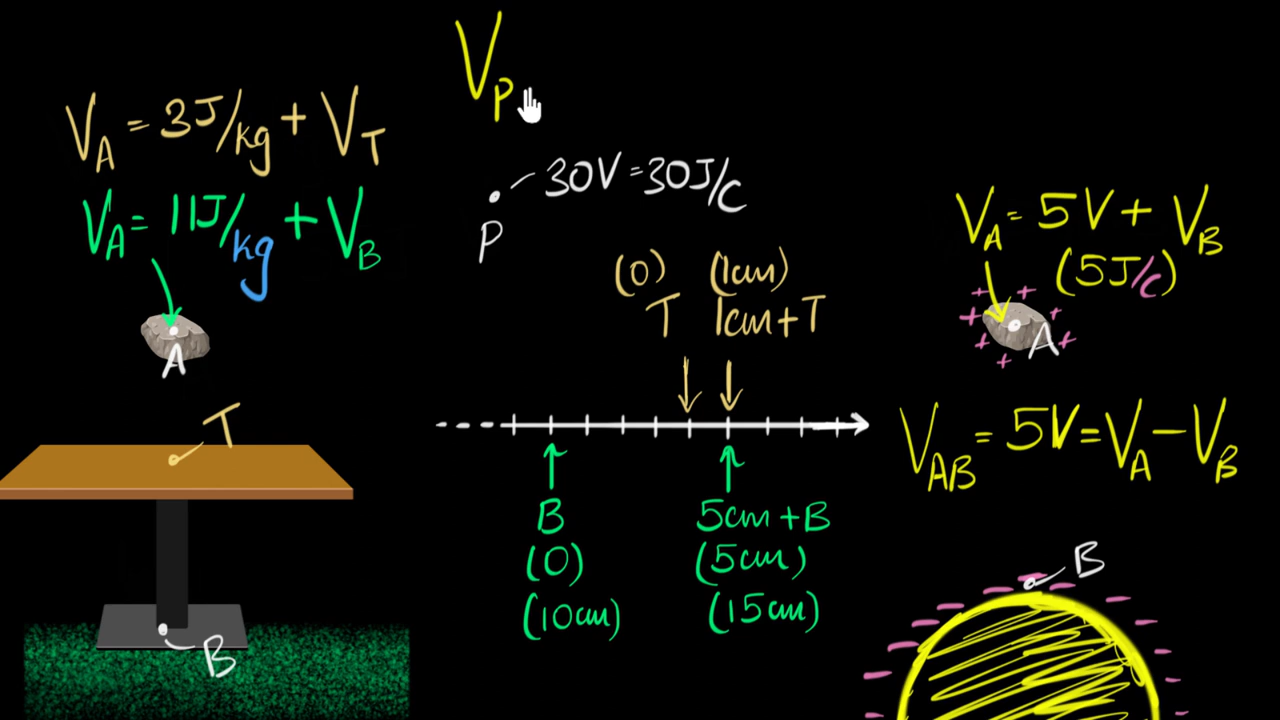 V_P
V_A = 3J/kg + V_T
V_A = 11J/kg + V_B
A
T
B
30V = 30J/C
P
(0) (1cm)
T 1cm + T
B 5cm + B
(0) (5cm)
(10cm) (15cm)
V_A = 5V + V_B
(5J/C)
A
V_AB = 5V = V_A - V_B
B